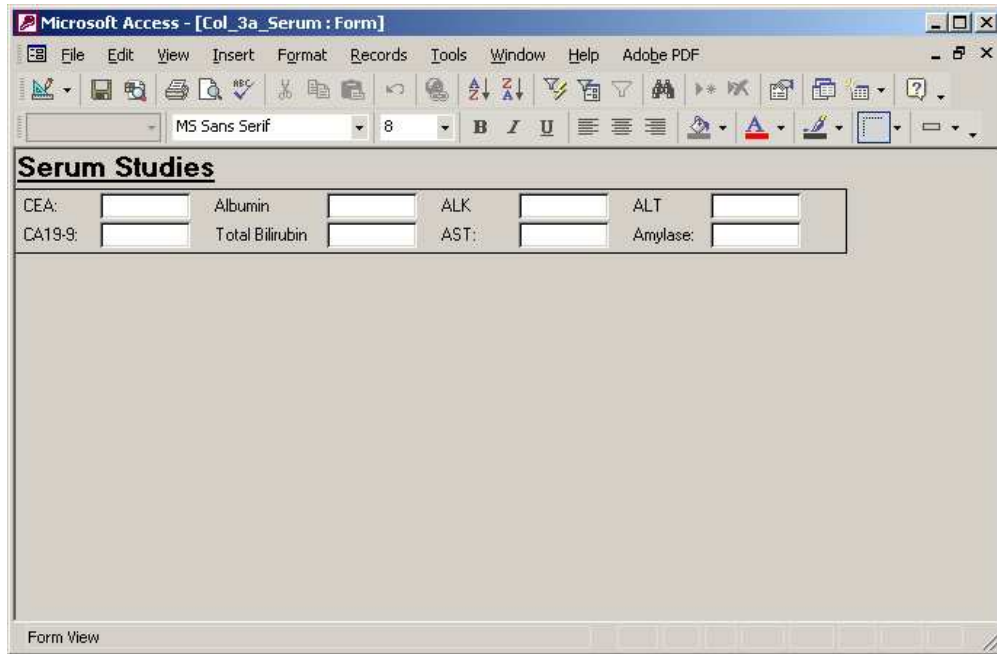 Microsoft Access - [Col_3a_Serum : Form]
File Edit View Insert Format Records Tools Window Help Adobe PDF
MS Sans Serif 8 B I U A
Serum Studies
CEA: Albumin ALK ALT
CA19-9: Total Bilirubin AST: Amylase:
Form View